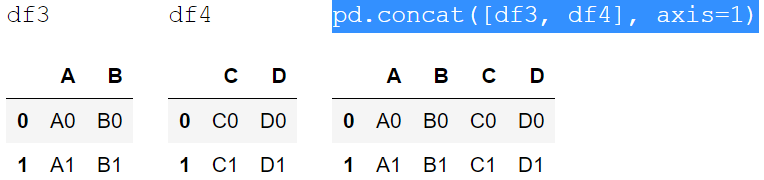 df3 df4 pd.concat([df3, df4], axis=1)
A B C D A B C D
0 A0 B0 0 C0 D0 0 A0 B0 C0 D0
1 A1 B1 1 C1 D1 1 A1 B1 C1 D1